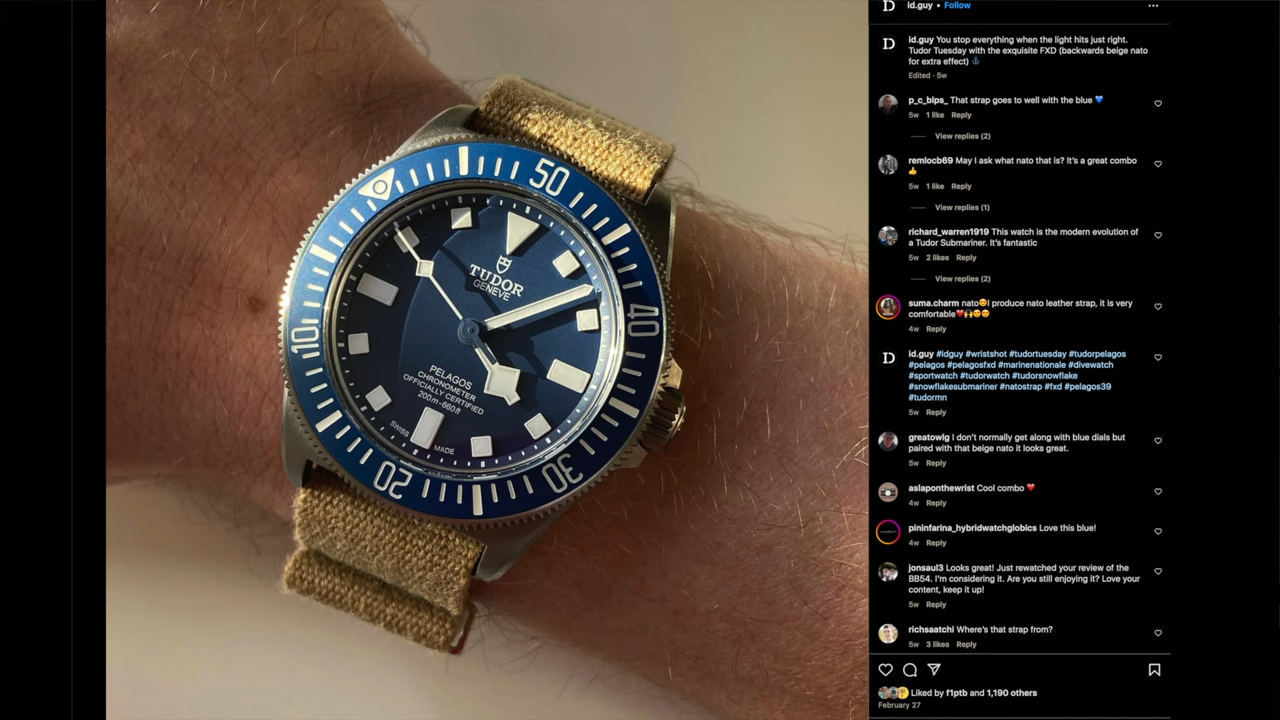 50
40
30
20
10
TUDOR
GENEVE
PELAGOS
CHRONOMETER
OFFICIALLY CERTIFIED
200m-660ft
SWISS MADE
D id.guy • Follow
D id.guy You stop everything when the light hits just right.
Tudor Tuesday with the exquisite FXD (backwards beige nato
for extra effect) ⚓
Edited · 5w
p_c_blps_ That strap goes to well with the blue 💙
5w 1 like Reply
View replies (2)
remlocb69 May I ask what nato that is? It's a great combo
👍
5w 1 like Reply
View replies (1)
richard_warren1919 This watch is the modern evolution of
a Tudor Submariner. It's fantastic
5w 2 likes Reply
View replies (2)
suma.charm nato😍I produce nato leather strap, it is very
comfortable❤️🙌😍😍
4w Reply
D id.guy #idguy #wristshot #tudortuesday #tudorpelagos
#pelagos #pelagosfxd #marinenationale #divewatch
#sportwatch #tudorwatch #tudorsnowflake
#snowflakesubmariner #natostrap #fxd #pelagos39
#tudormn
5w Reply
greatowig I don't normally get along with blue dials but
paired with that beige nato it looks great.
5w Reply
aslaponthewrist Cool combo ❤️
4w Reply
pininfarina_hybridwatchglobics Love this blue!
4w Reply
jonsaul3 Looks great! Just rewatched your review of the
BB54. I'm considering it. Are you still enjoying it? Love your
content, keep it up!
5w Reply
richsaatchi Where's that strap from?
5w 3 likes Reply
Liked by f1ptb and 1,190 others
February 27